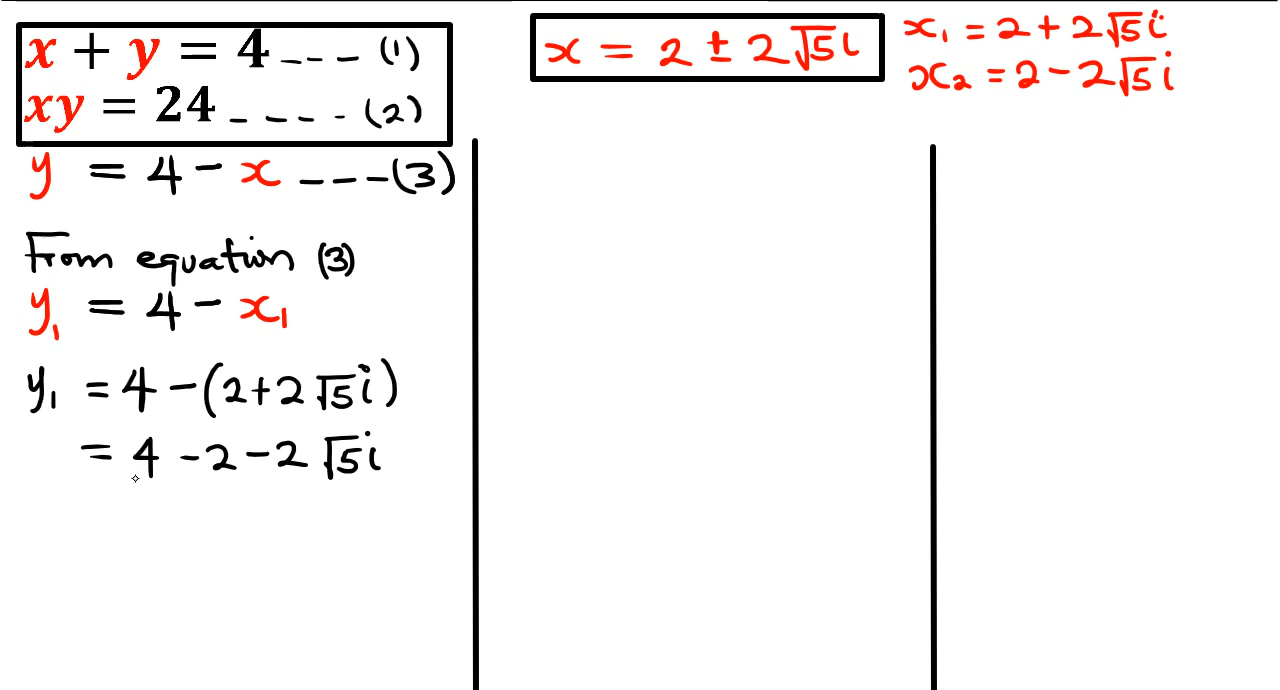 x + y = 4 --- (1)
xy = 24 ---- (2)
y = 4 - x ---(3)
From equation (3)
y₁ = 4 - x₁
y₁ = 4 - (2+2√5i)
= 4 - 2 - 2√5i
x = 2 ± 2√5i
x₁ = 2 + 2√5i
x₂ = 2 - 2√5i